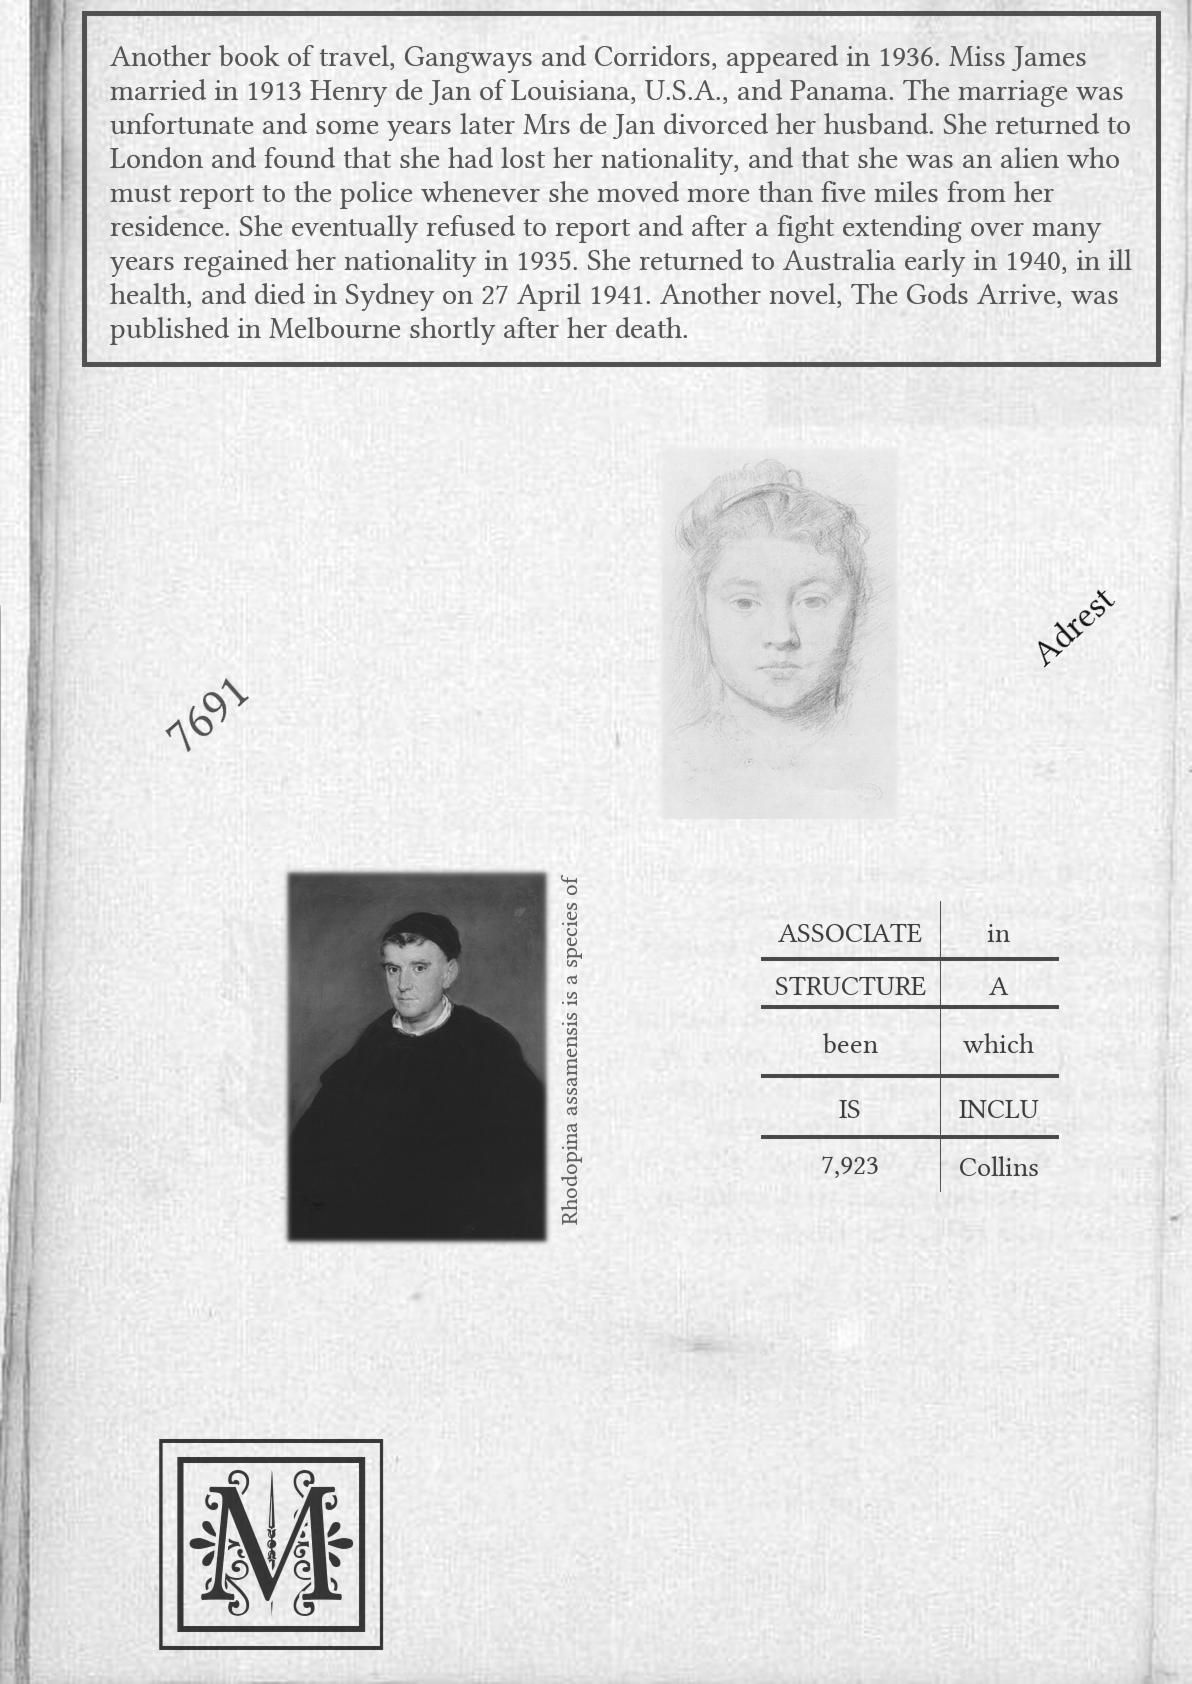 Another book of travel, Gangways and Corridors, appeared in 1936. Miss James
married in 1913 Henry de Jan of Louisiana, U.S.A., and Panama. The marriage was
unfortunate and some years later Mrs de Jan divorced her husband. She returned to
London and found that she had lost her nationality, and that she was an alien who
must report to the police whenever she moved more than five miles from her
residence. She eventually refused to report and after a fight extending over many
years regained her nationality in 1935. She returned to Australia early in 1940, in ill
health, and died in Sydney on 27 April 1941. Another novel, The Gods Arrive, was
published in Melbourne shortly after her death.
Adrest
7691
Rhodopina assamensis is a species of
ASSOCIATE in
STRUCTURE A
been which
IS INCLU
7,923 Collins
M